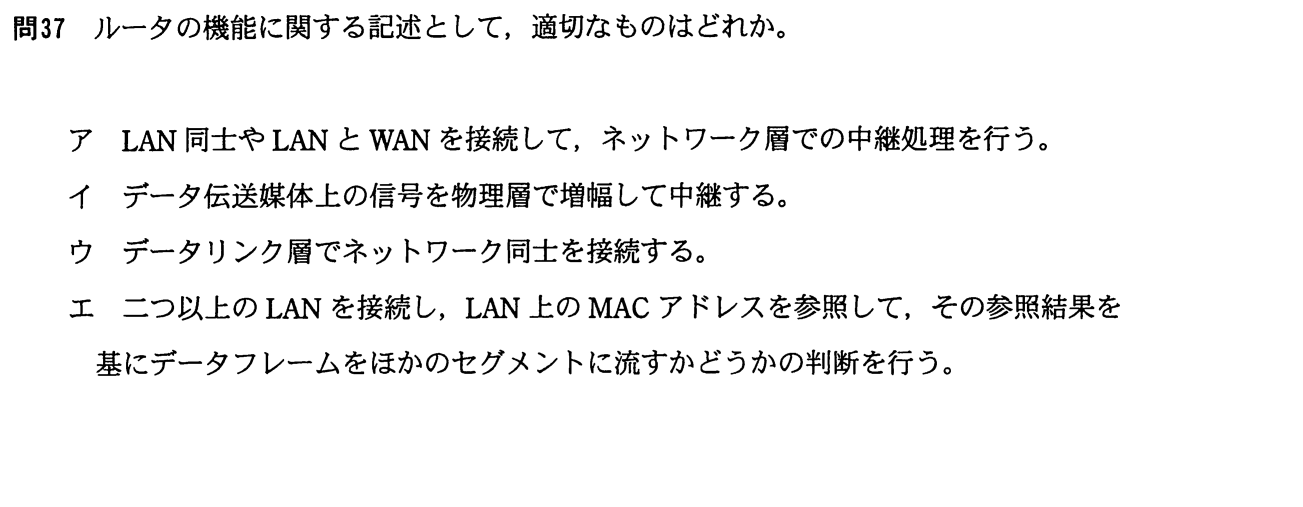 問37　ルータの機能に関する記述として，適切なものはどれか。
ア　LAN 同士や LAN と WAN を接続して，ネットワーク層での中継処理を行う。
イ　データ伝送媒体上の信号を物理層で増幅して中継する。
ウ　データリンク層でネットワーク同士を接続する。
エ　二つ以上の LAN を接続し，LAN 上の MAC アドレスを参照して，その参照結果を
基にデータフレームをほかのセグメントに流すかどうかの判断を行う。